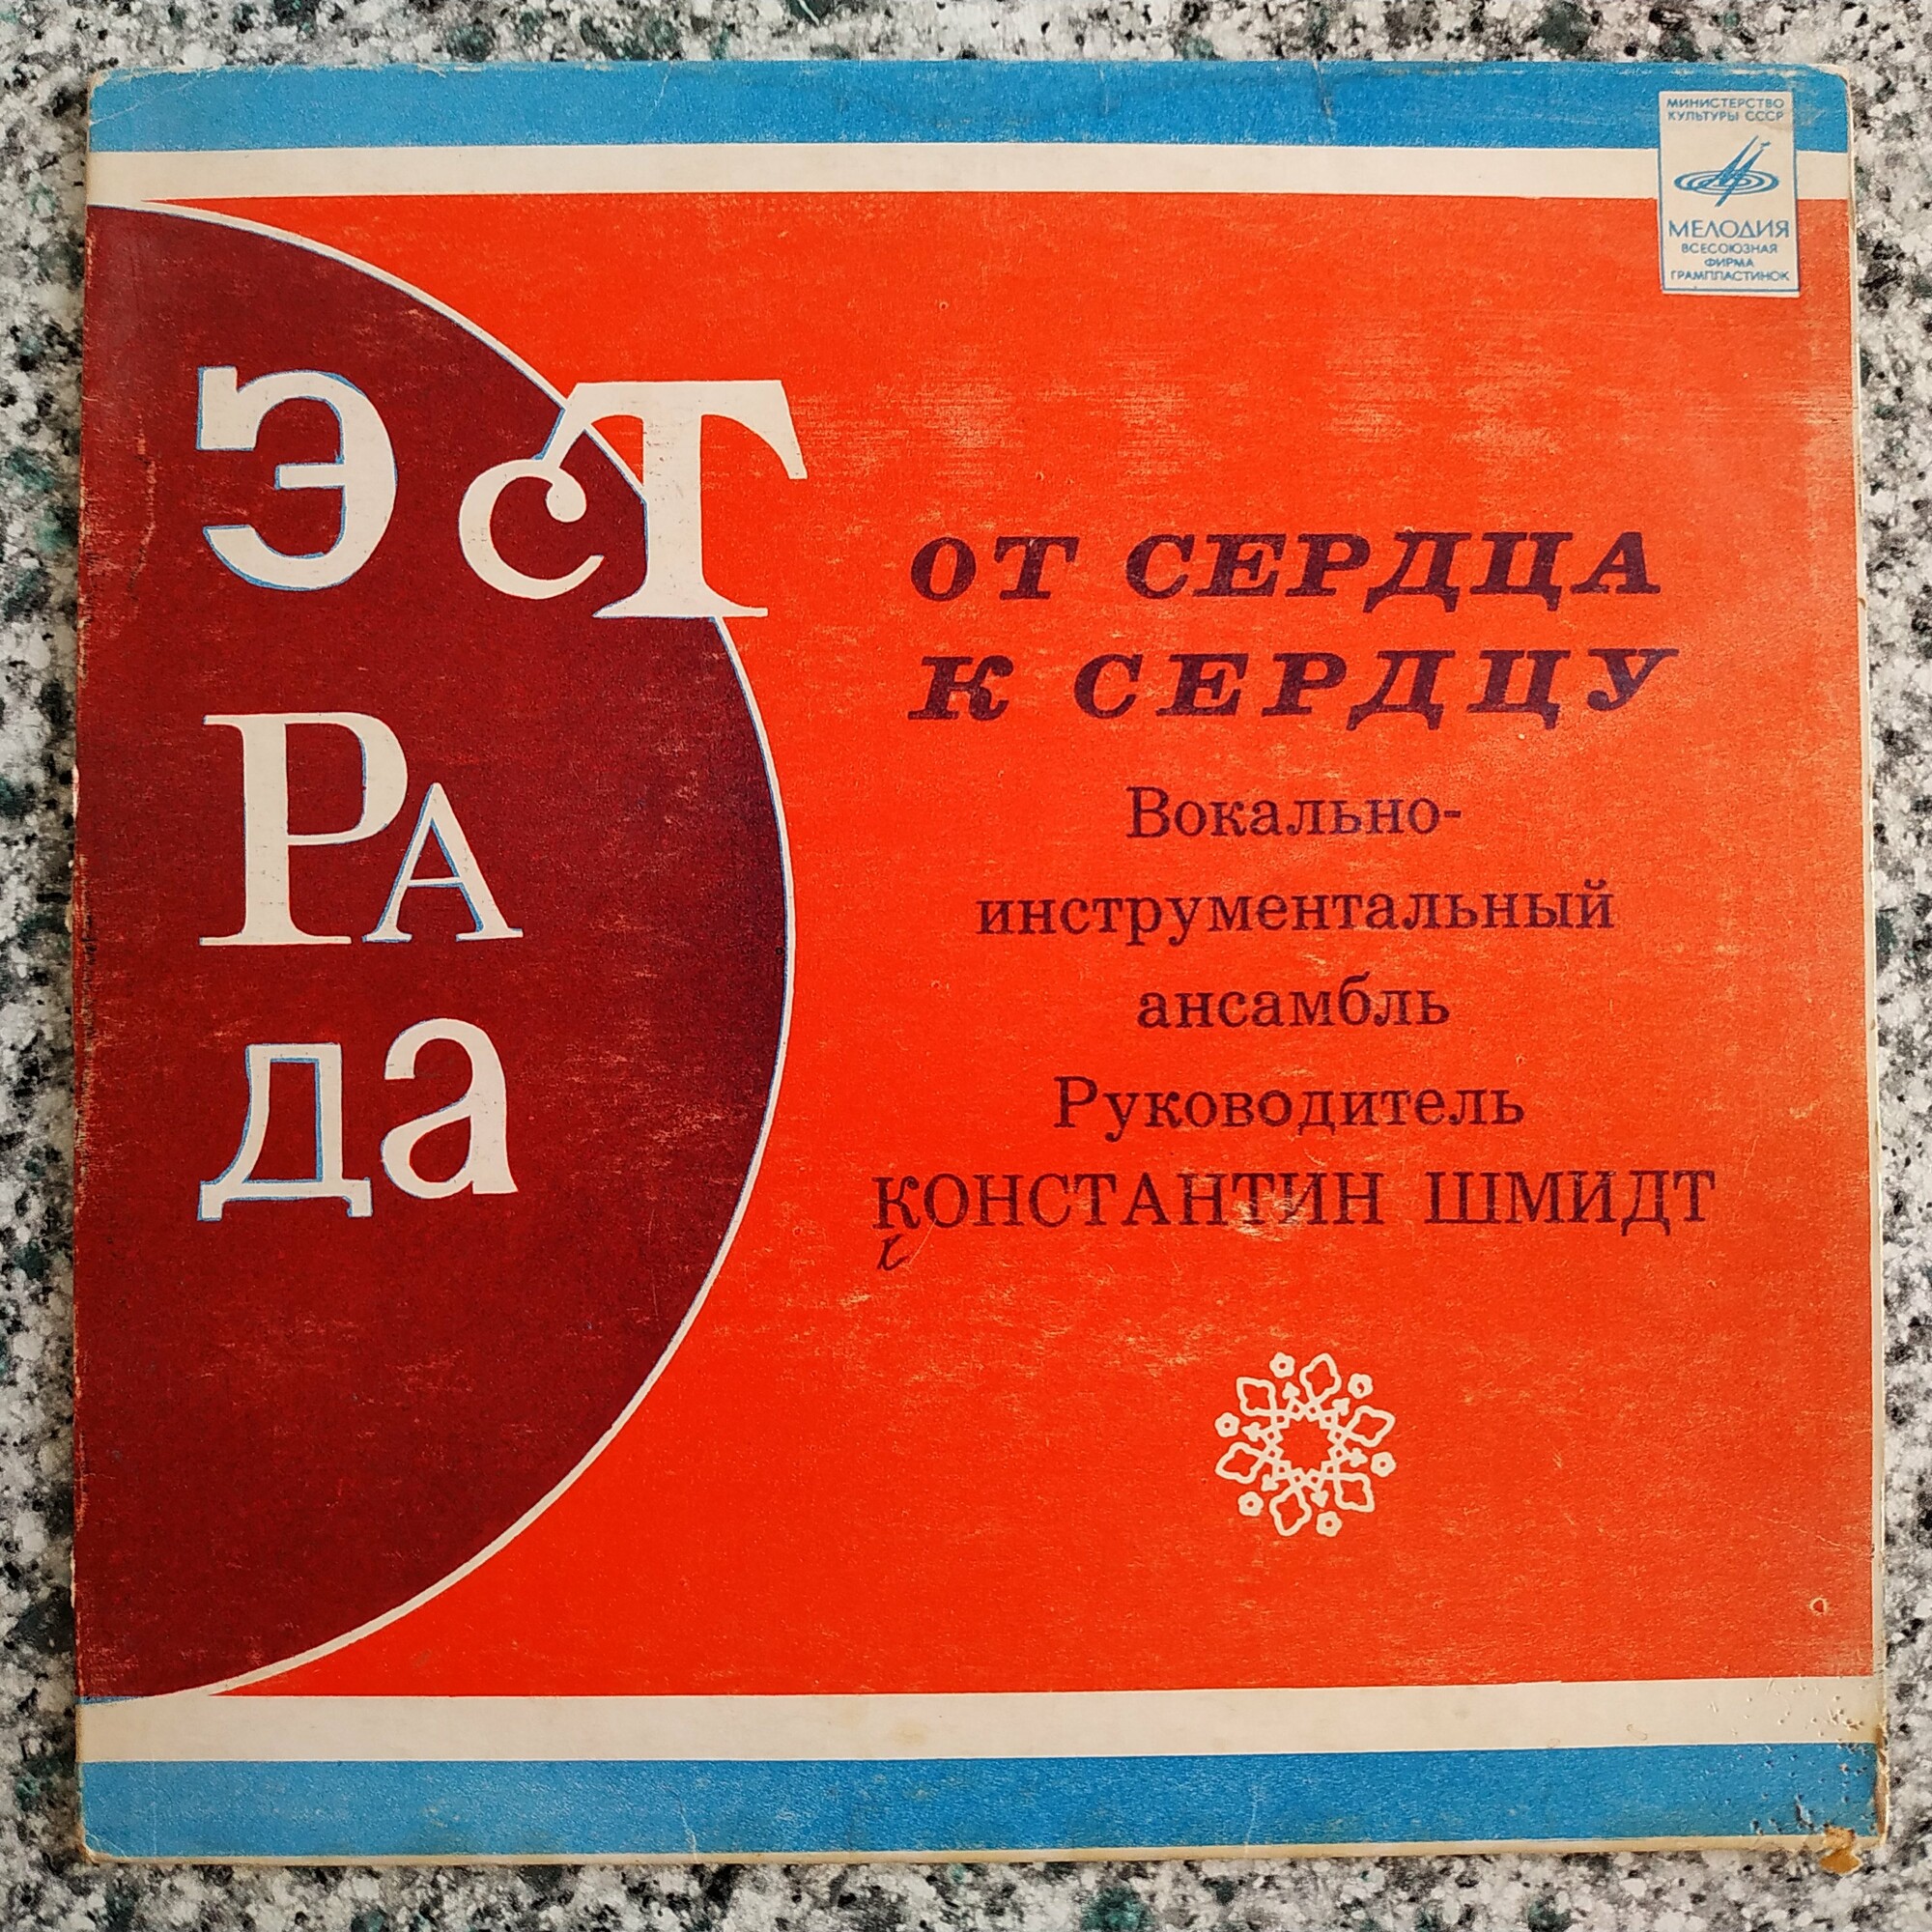 МИНИСТЕРСТВО
КУЛЬТУРЫ СССР
МЕЛОДИЯ
ВСЕСОЮЗНАЯ
ФИРМА
ГРАМПЛАСТИНОК
ЭсТ
РА
да
ОТ СЕРДЦА
К СЕРДЦУ
Вокально-
инструментальный
ансамбль
Руководитель
КОНСТАНТИН ШМИДТ